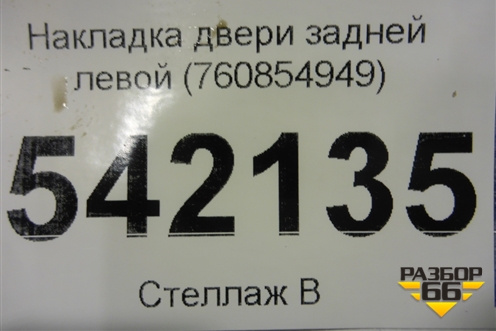 Накладка двери задней
левой (760854949)
542135
Стеллаж В
РАЗБОР
66